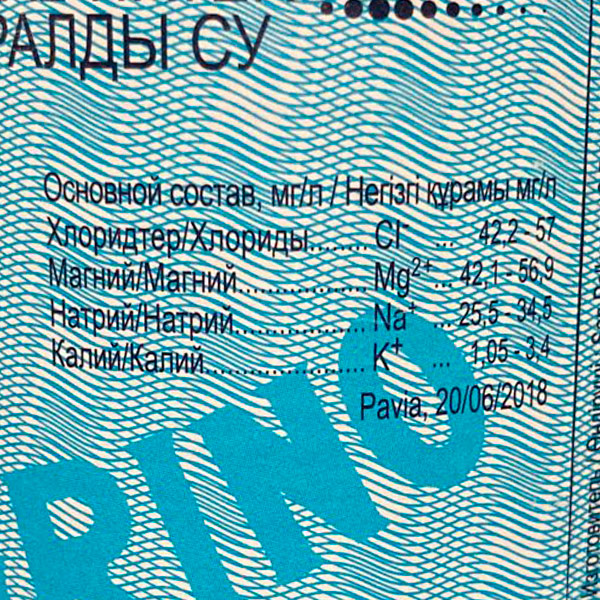 РАЛДЫ СУ
Основной состав, мг/л / Негізгі құрамы мг/л
Хлоридтер/Хлориды........ Cl⁻ ... 42,2 - 57
Магний/Магний..................... Mg²⁺ ... 42,1 - 56,9
Натрий/Натрий..................... Na⁺ ... 25,5 - 34,5
Калий/Калий......................... K⁺ ... 1,05 - 3,4
Pavia, 20/06/2018
RINO
Изготовитель